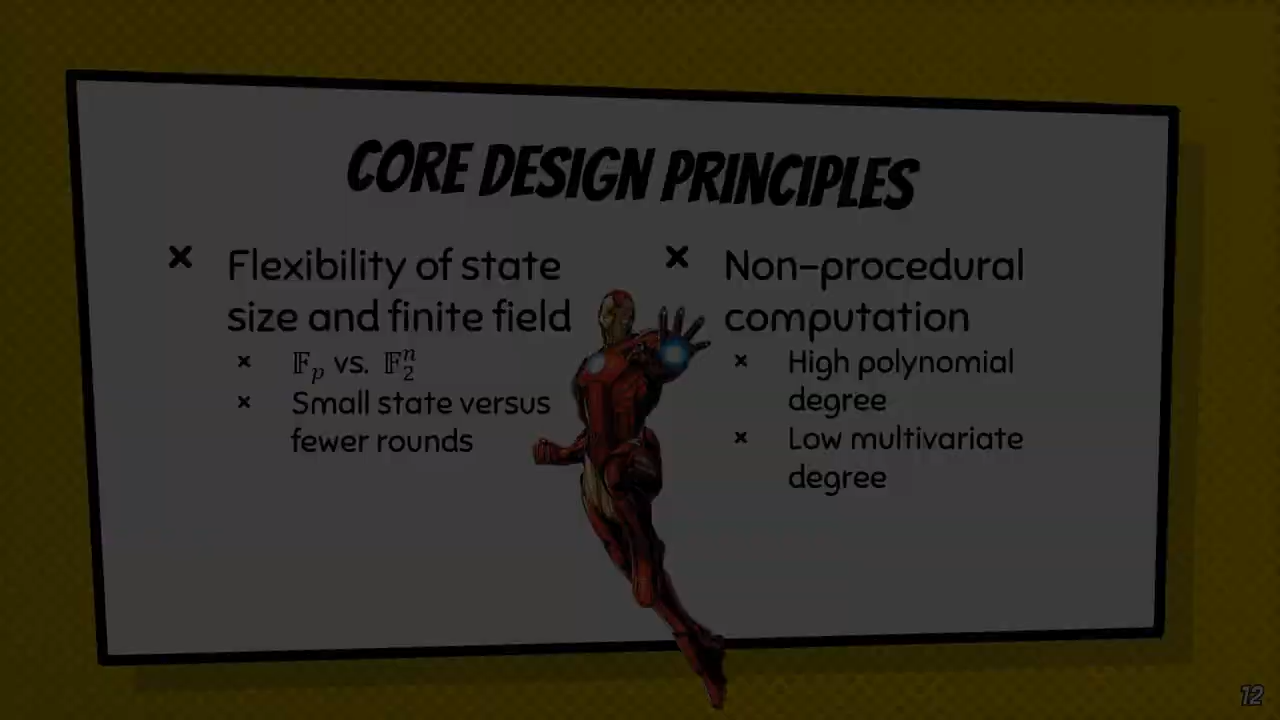 CORE DESIGN PRINCIPLES
× Flexibility of state
size and finite field
× 𝔽ₚ vs. 𝔽₂ⁿ
× Small state versus
fewer rounds
× Non-procedural
computation
× High polynomial
degree
× Low multivariate
degree
12